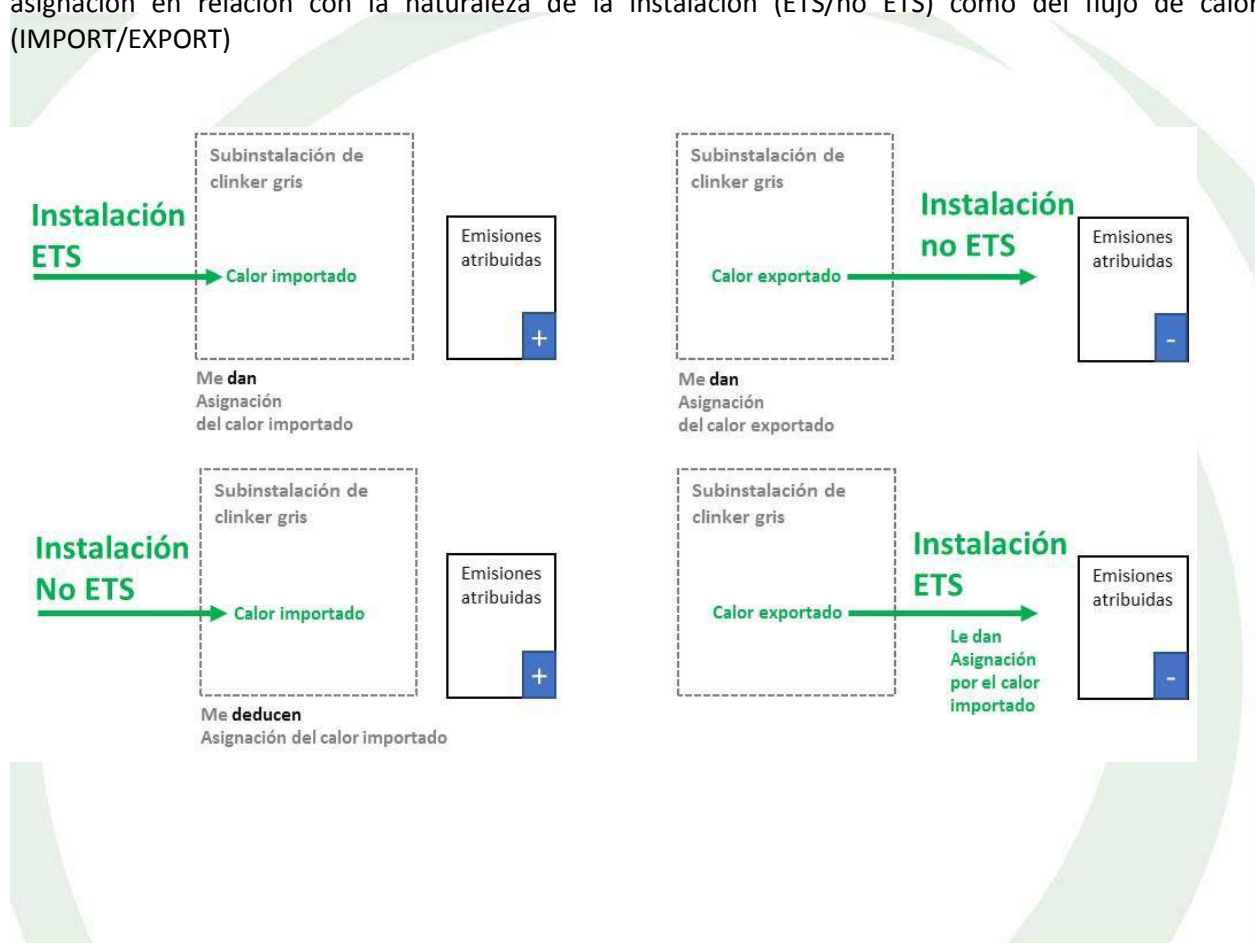 asignación en relación con la naturaleza de la instalación (ETS/no ETS) como del flujo de calor
(IMPORT/EXPORT)
Subinstalación de
clinker gris
Instalación
ETS
Calor importado
Emisiones
atribuidas
+
Me dan
Asignación
del calor importado
Subinstalación de
clinker gris
Instalación
no ETS
Calor exportado
Emisiones
atribuidas
-
Me dan
Asignación
del calor exportado
Subinstalación de
clinker gris
Instalación
No ETS
Calor importado
Emisiones
atribuidas
+
Me deducen
Asignación del calor importado
Subinstalación de
clinker gris
Instalación
ETS
Calor exportado
Le dan
Asignación
por el calor
importado
Emisiones
atribuidas
-